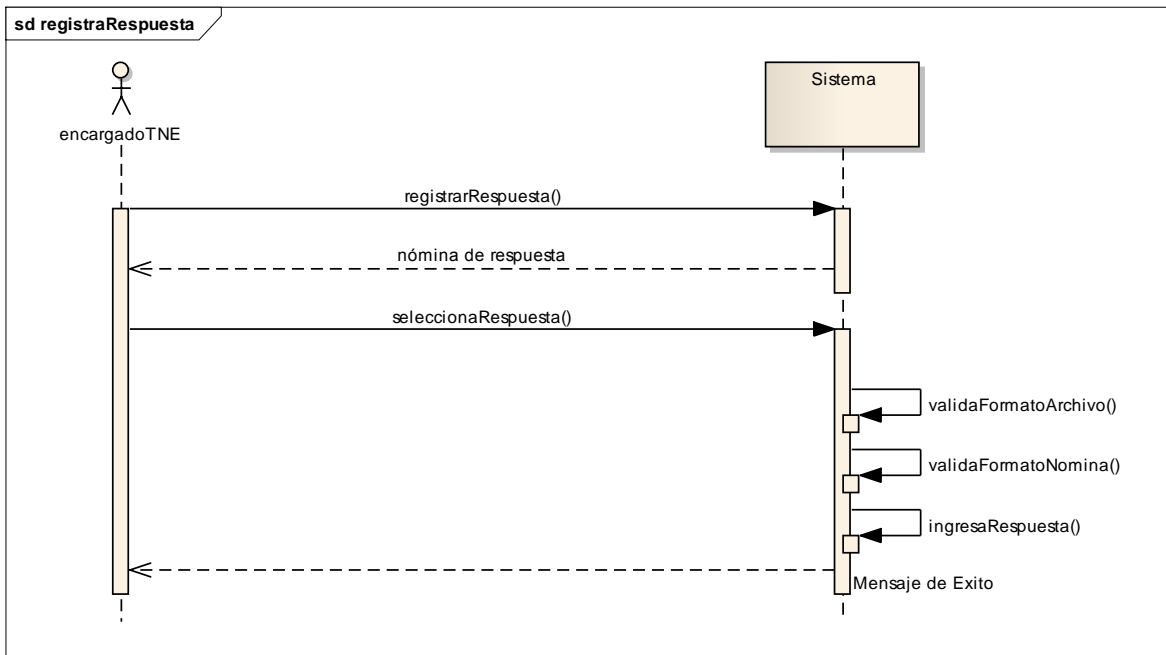 sd registraRespuesta
encargadoTNE
Sistema
registrarRespuesta()
nómina de respuesta
seleccionaRespuesta()
validaFormatoArchivo()
validaFormatoNomina()
ingresaRespuesta()
Mensaje de Exito